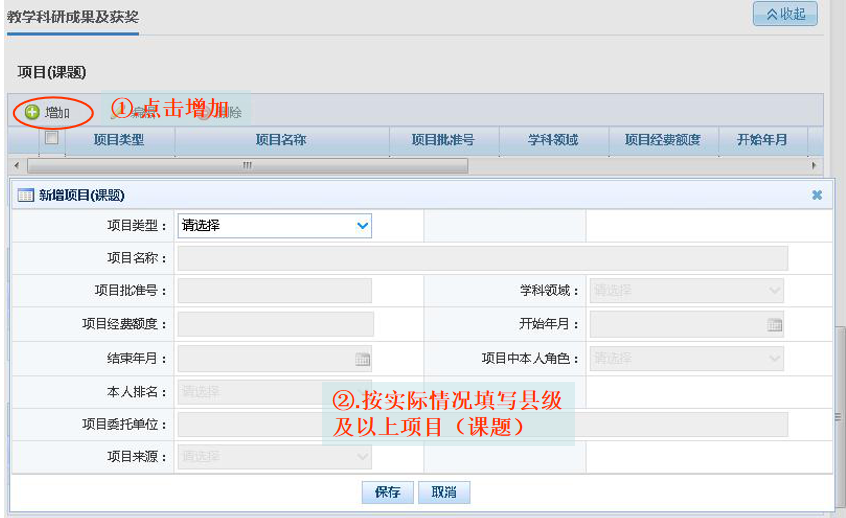 教学科研成果及获奖
收起
项目(课题)
增加 ①.点击增加 删除
项目类型 项目名称 项目批准号 学科领域 项目经费额度 开始年月
新增项目(课题)
项目类型： 请选择
项目名称：
项目批准号： 学科领域： 请选择
项目经费额度： 开始年月：
结束年月： 项目中本人角色： 请选择
本人排名： 请选择
②.按实际情况填写县级
及以上项目（课题）
项目委托单位：
项目来源： 请选择
保存 取消